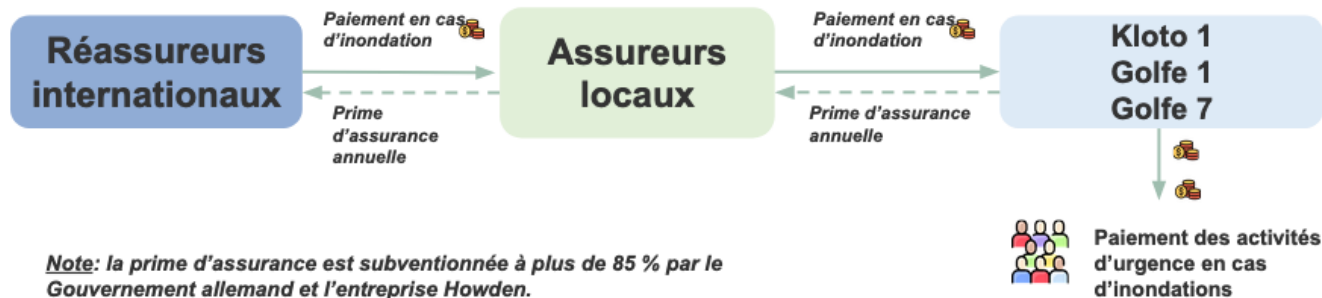 Réassureurs
internationaux
Paiement en cas
d'inondation
Prime
d'assurance
annuelle
Assureurs
locaux
Paiement en cas
d'inondation
Prime d'assurance
annuelle
Kloto 1
Golfe 1
Golfe 7
Paiement des activités
d'urgence en cas
d'inondations
Note: la prime d'assurance est subventionnée à plus de 85 % par le
Gouvernement allemand et l'entreprise Howden.